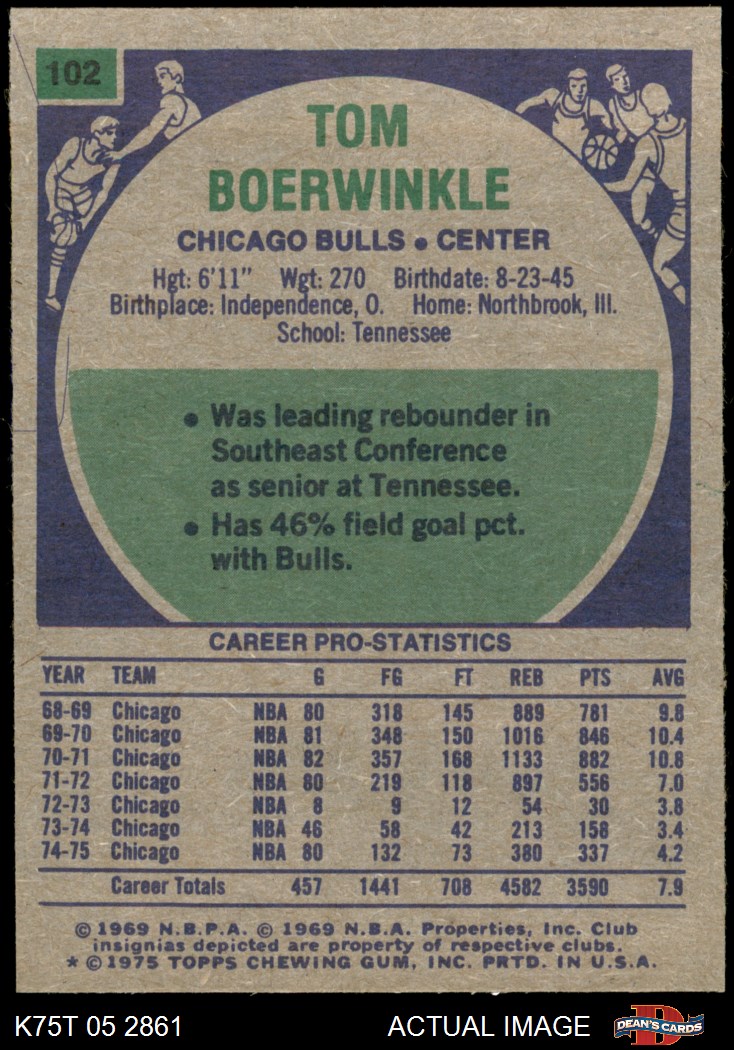 102
TOM
BOERWINKLE
CHICAGO BULLS • CENTER
Hgt: 6'11" Wgt: 270 Birthdate: 8-23-45
Birthplace: Independence, O. Home: Northbrook, Ill.
School: Tennessee
• Was leading rebounder in
Southeast Conference
as senior at Tennessee.
• Has 46% field goal pct.
with Bulls.
CAREER PRO-STATISTICS
YEAR TEAM G FG FT REB PTS AVG
68-69 Chicago NBA 80 318 145 889 781 9.8
69-70 Chicago NBA 81 348 150 1016 846 10.4
70-71 Chicago NBA 82 357 168 1133 882 10.8
71-72 Chicago NBA 80 219 118 897 556 7.0
72-73 Chicago NBA 8 9 12 54 30 3.8
73-74 Chicago NBA 46 58 42 213 158 3.4
74-75 Chicago NBA 80 132 73 380 337 4.2
Career Totals 457 1441 708 4582 3590 7.9
© 1969 N.B.P.A. © 1969 N.B.A. Properties, Inc. Club
insignias depicted are property of respective clubs.
* © 1975 TOPPS CHEWING GUM, INC. PRTD. IN U.S.A.
K75T 05 2861 ACTUAL IMAGE D DEAN'S CARDS